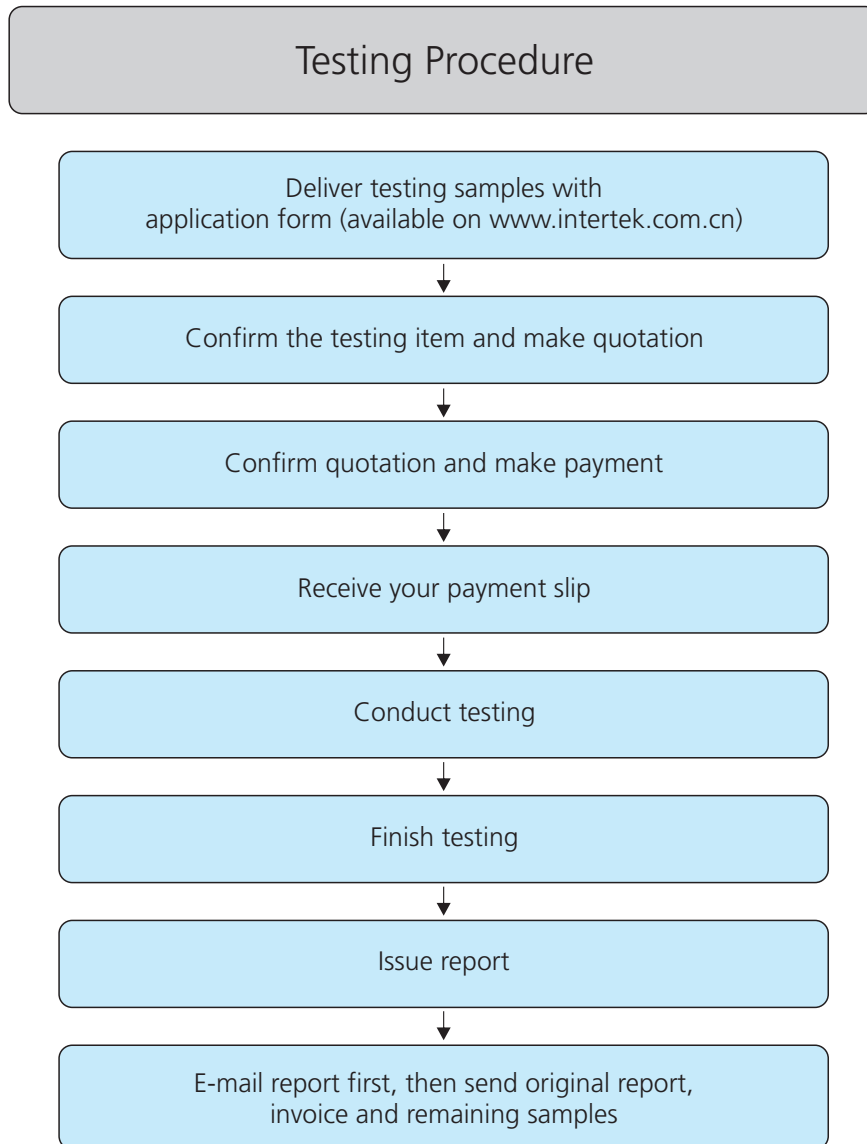 Testing Procedure
Deliver testing samples with
application form (available on www.intertek.com.cn)
Confirm the testing item and make quotation
Confirm quotation and make payment
Receive your payment slip
Conduct testing
Finish testing
Issue report
E-mail report first, then send original report,
invoice and remaining samples